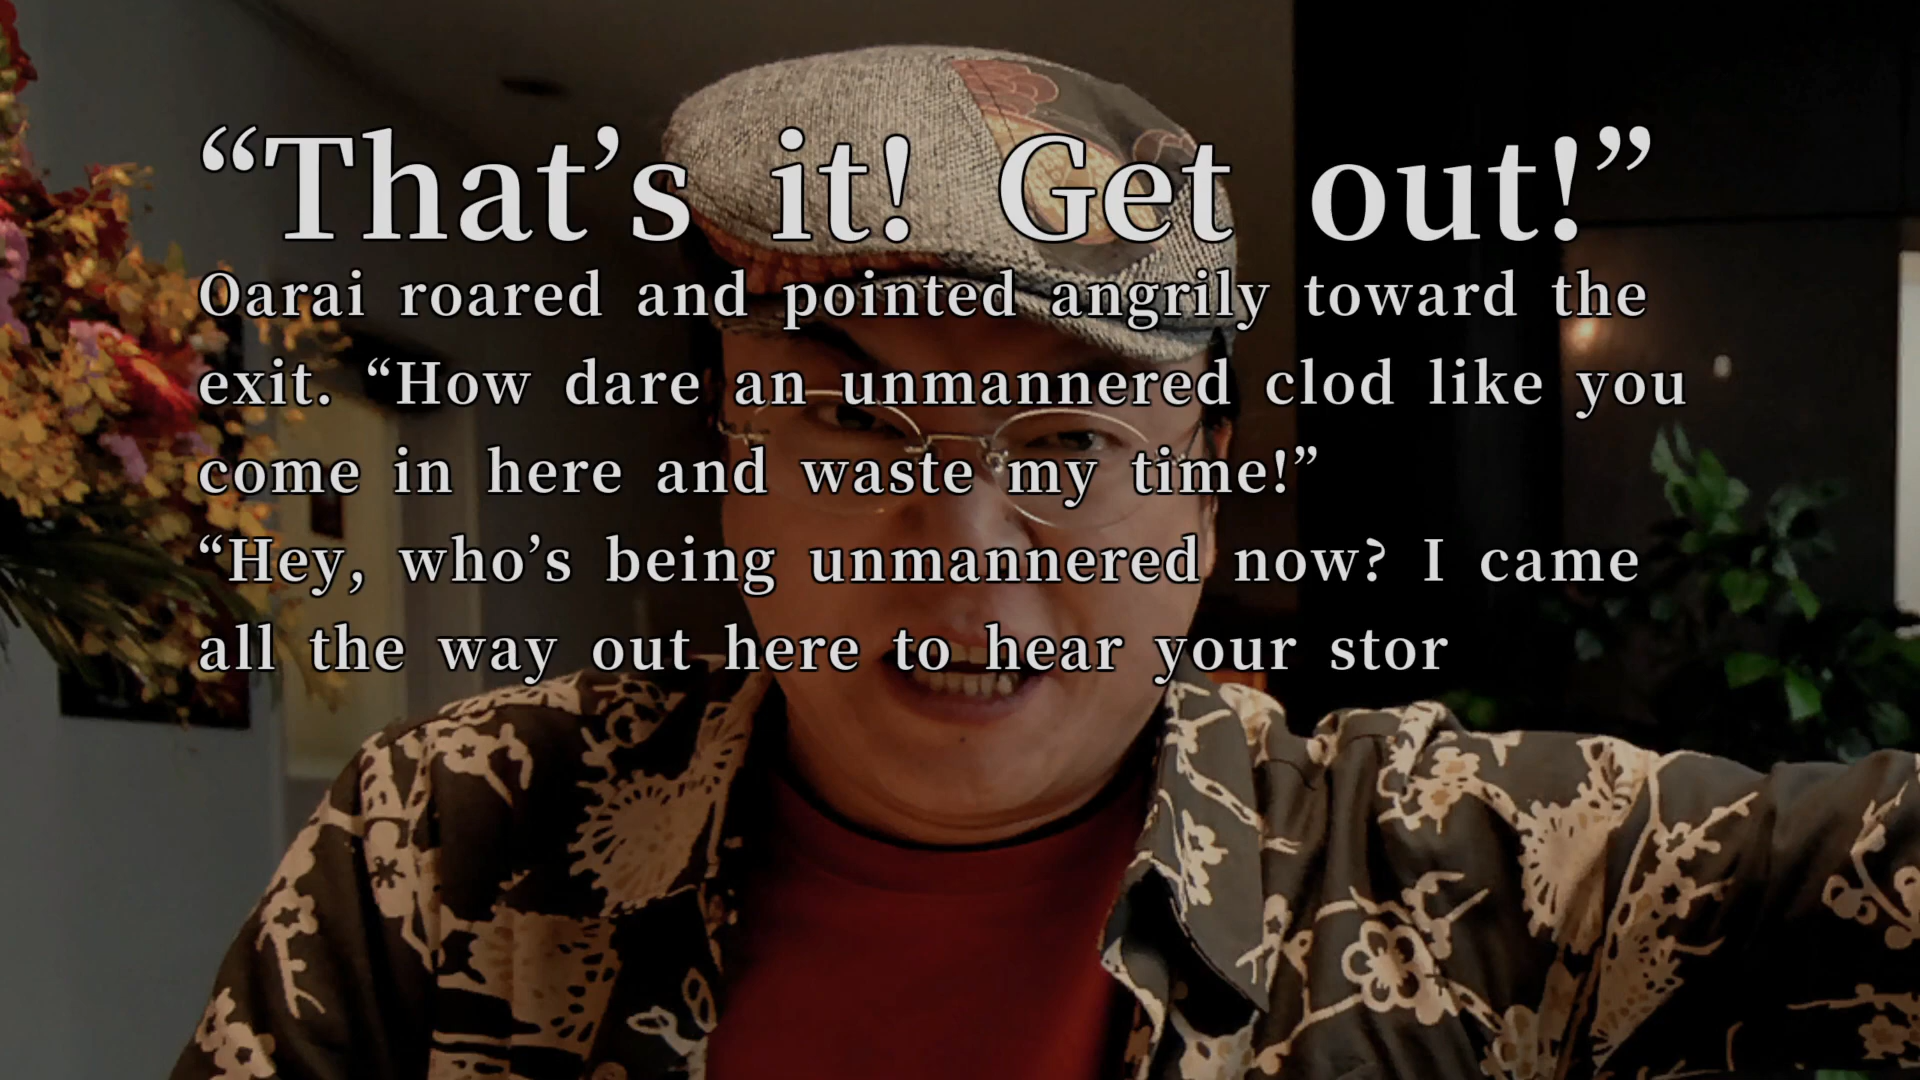 “That’s it! Get out!”
Oarai roared and pointed angrily toward the
exit. “How dare an unmannered clod like you
come in here and waste my time!”
“Hey, who’s being unmannered now? I came
all the way out here to hear your stor